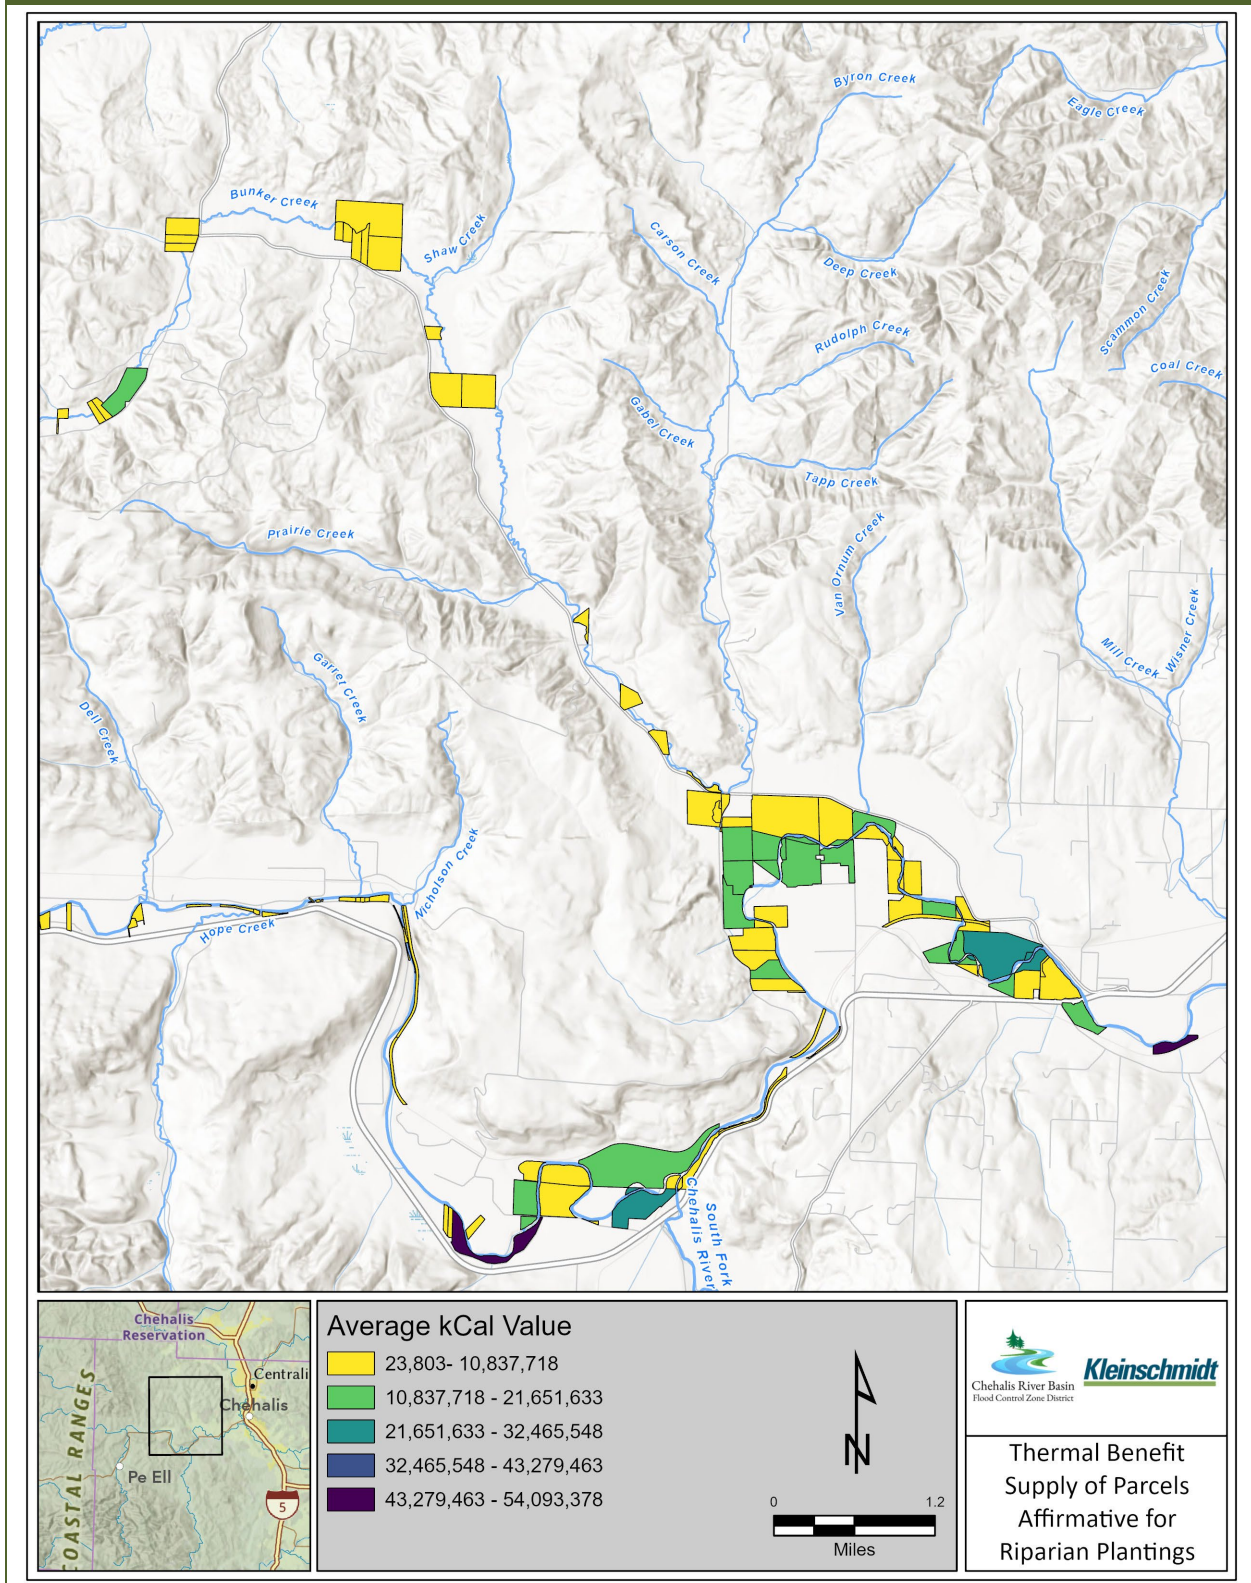 Byron Creek
Eagle Creek
Bunker Creek
Shaw Creek
Carson Creek
Deep Creek
Scammon Creek
Rudolph Creek
Coal Creek
Gabel Creek
Tapp Creek
Prairie Creek
Van Ornum Creek
Wisner Creek
Mill Creek
Garret Creek
Dell Creek
Nicholson Creek
Hope Creek
South Fork
Chehalis River
Chehalis
Reservation
Centrali
Chehalis
COASTAL RANGES
Pe Ell
5
Average kCal Value
23,803- 10,837,718
10,837,718 - 21,651,633
21,651,633 - 32,465,548
32,465,548 - 43,279,463
43,279,463 - 54,093,378
N
0 1.2
Miles
Chehalis River Basin
Flood Control Zone District
Kleinschmidt
Thermal Benefit
Supply of Parcels
Affirmative for
Riparian Plantings